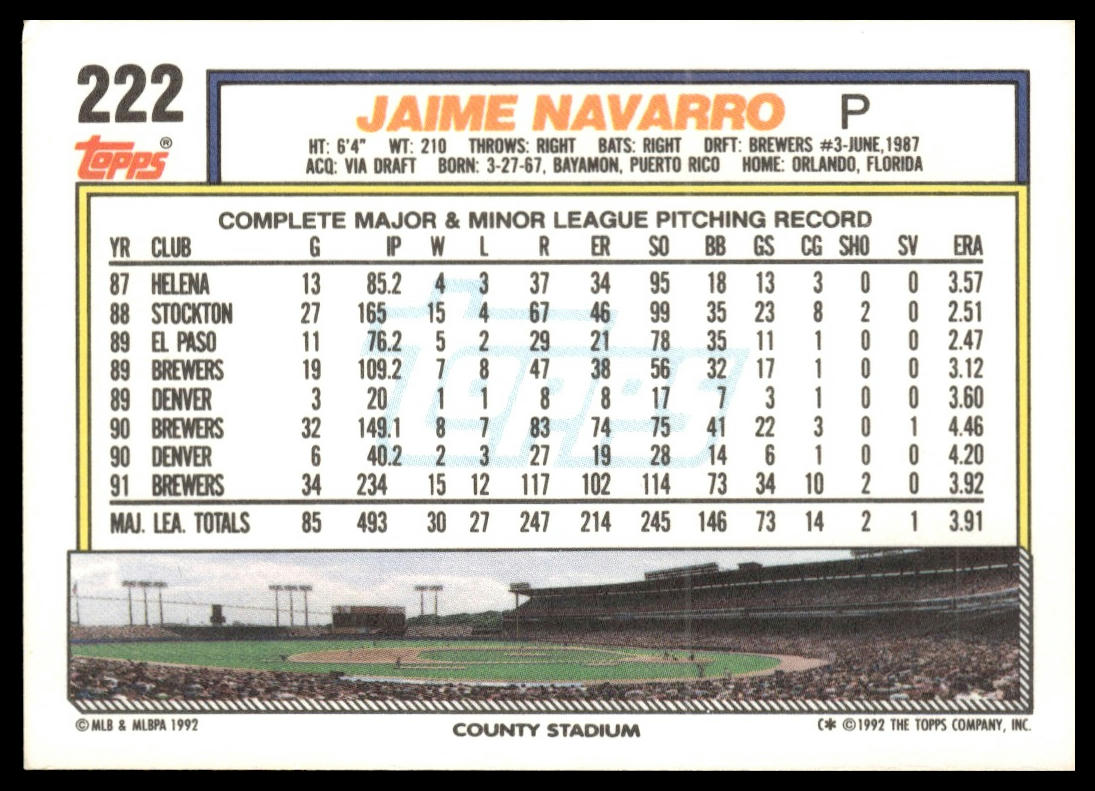 222
Topps®
JAIME NAVARRO P
HT: 6'4" WT: 210 THROWS: RIGHT BATS: RIGHT DRFT: BREWERS #3-JUNE, 1987
ACQ: VIA DRAFT BORN: 3-27-67, BAYAMON, PUERTO RICO HOME: ORLANDO, FLORIDA
COMPLETE MAJOR & MINOR LEAGUE PITCHING RECORD
YR CLUB G IP W L R ER SO BB GS CG SHO SV ERA
87 HELENA 13 85.2 4 3 37 34 95 18 13 3 0 0 3.57
88 STOCKTON 27 165 15 4 67 46 99 35 23 8 2 0 2.51
89 EL PASO 11 76.2 5 2 29 21 78 35 11 1 0 0 2.47
89 BREWERS 19 109.2 7 8 47 38 56 32 17 1 0 0 3.12
89 DENVER 3 20 1 1 8 8 17 7 3 1 0 0 3.60
90 BREWERS 32 149.1 8 7 83 74 75 41 22 3 0 1 4.46
90 DENVER 6 40.2 2 3 27 19 28 14 6 1 0 0 4.20
91 BREWERS 34 234 15 12 117 102 114 73 34 10 2 0 3.92
MAJ. LEA. TOTALS 85 493 30 27 247 214 245 146 73 14 2 1 3.91
Topps
© MLB & MLBPA 1992 COUNTY STADIUM C* © 1992 THE TOPPS COMPANY, INC.